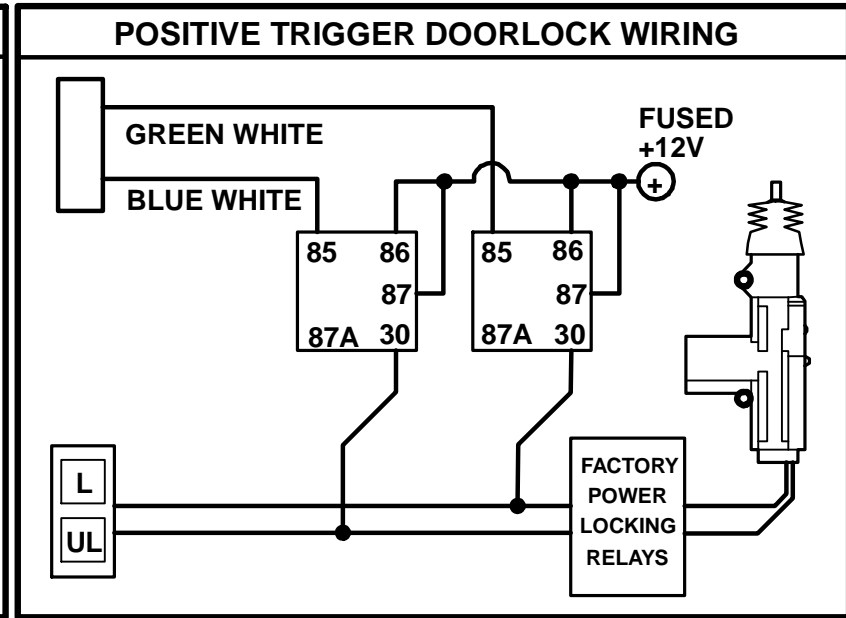 POSITIVE TRIGGER DOORLOCK WIRING
GREEN WHITE
BLUE WHITE
FUSED
+12V
+
85 86
87
87A 30
85 86
87
87A 30
L
UL
FACTORY
POWER
LOCKING
RELAYS